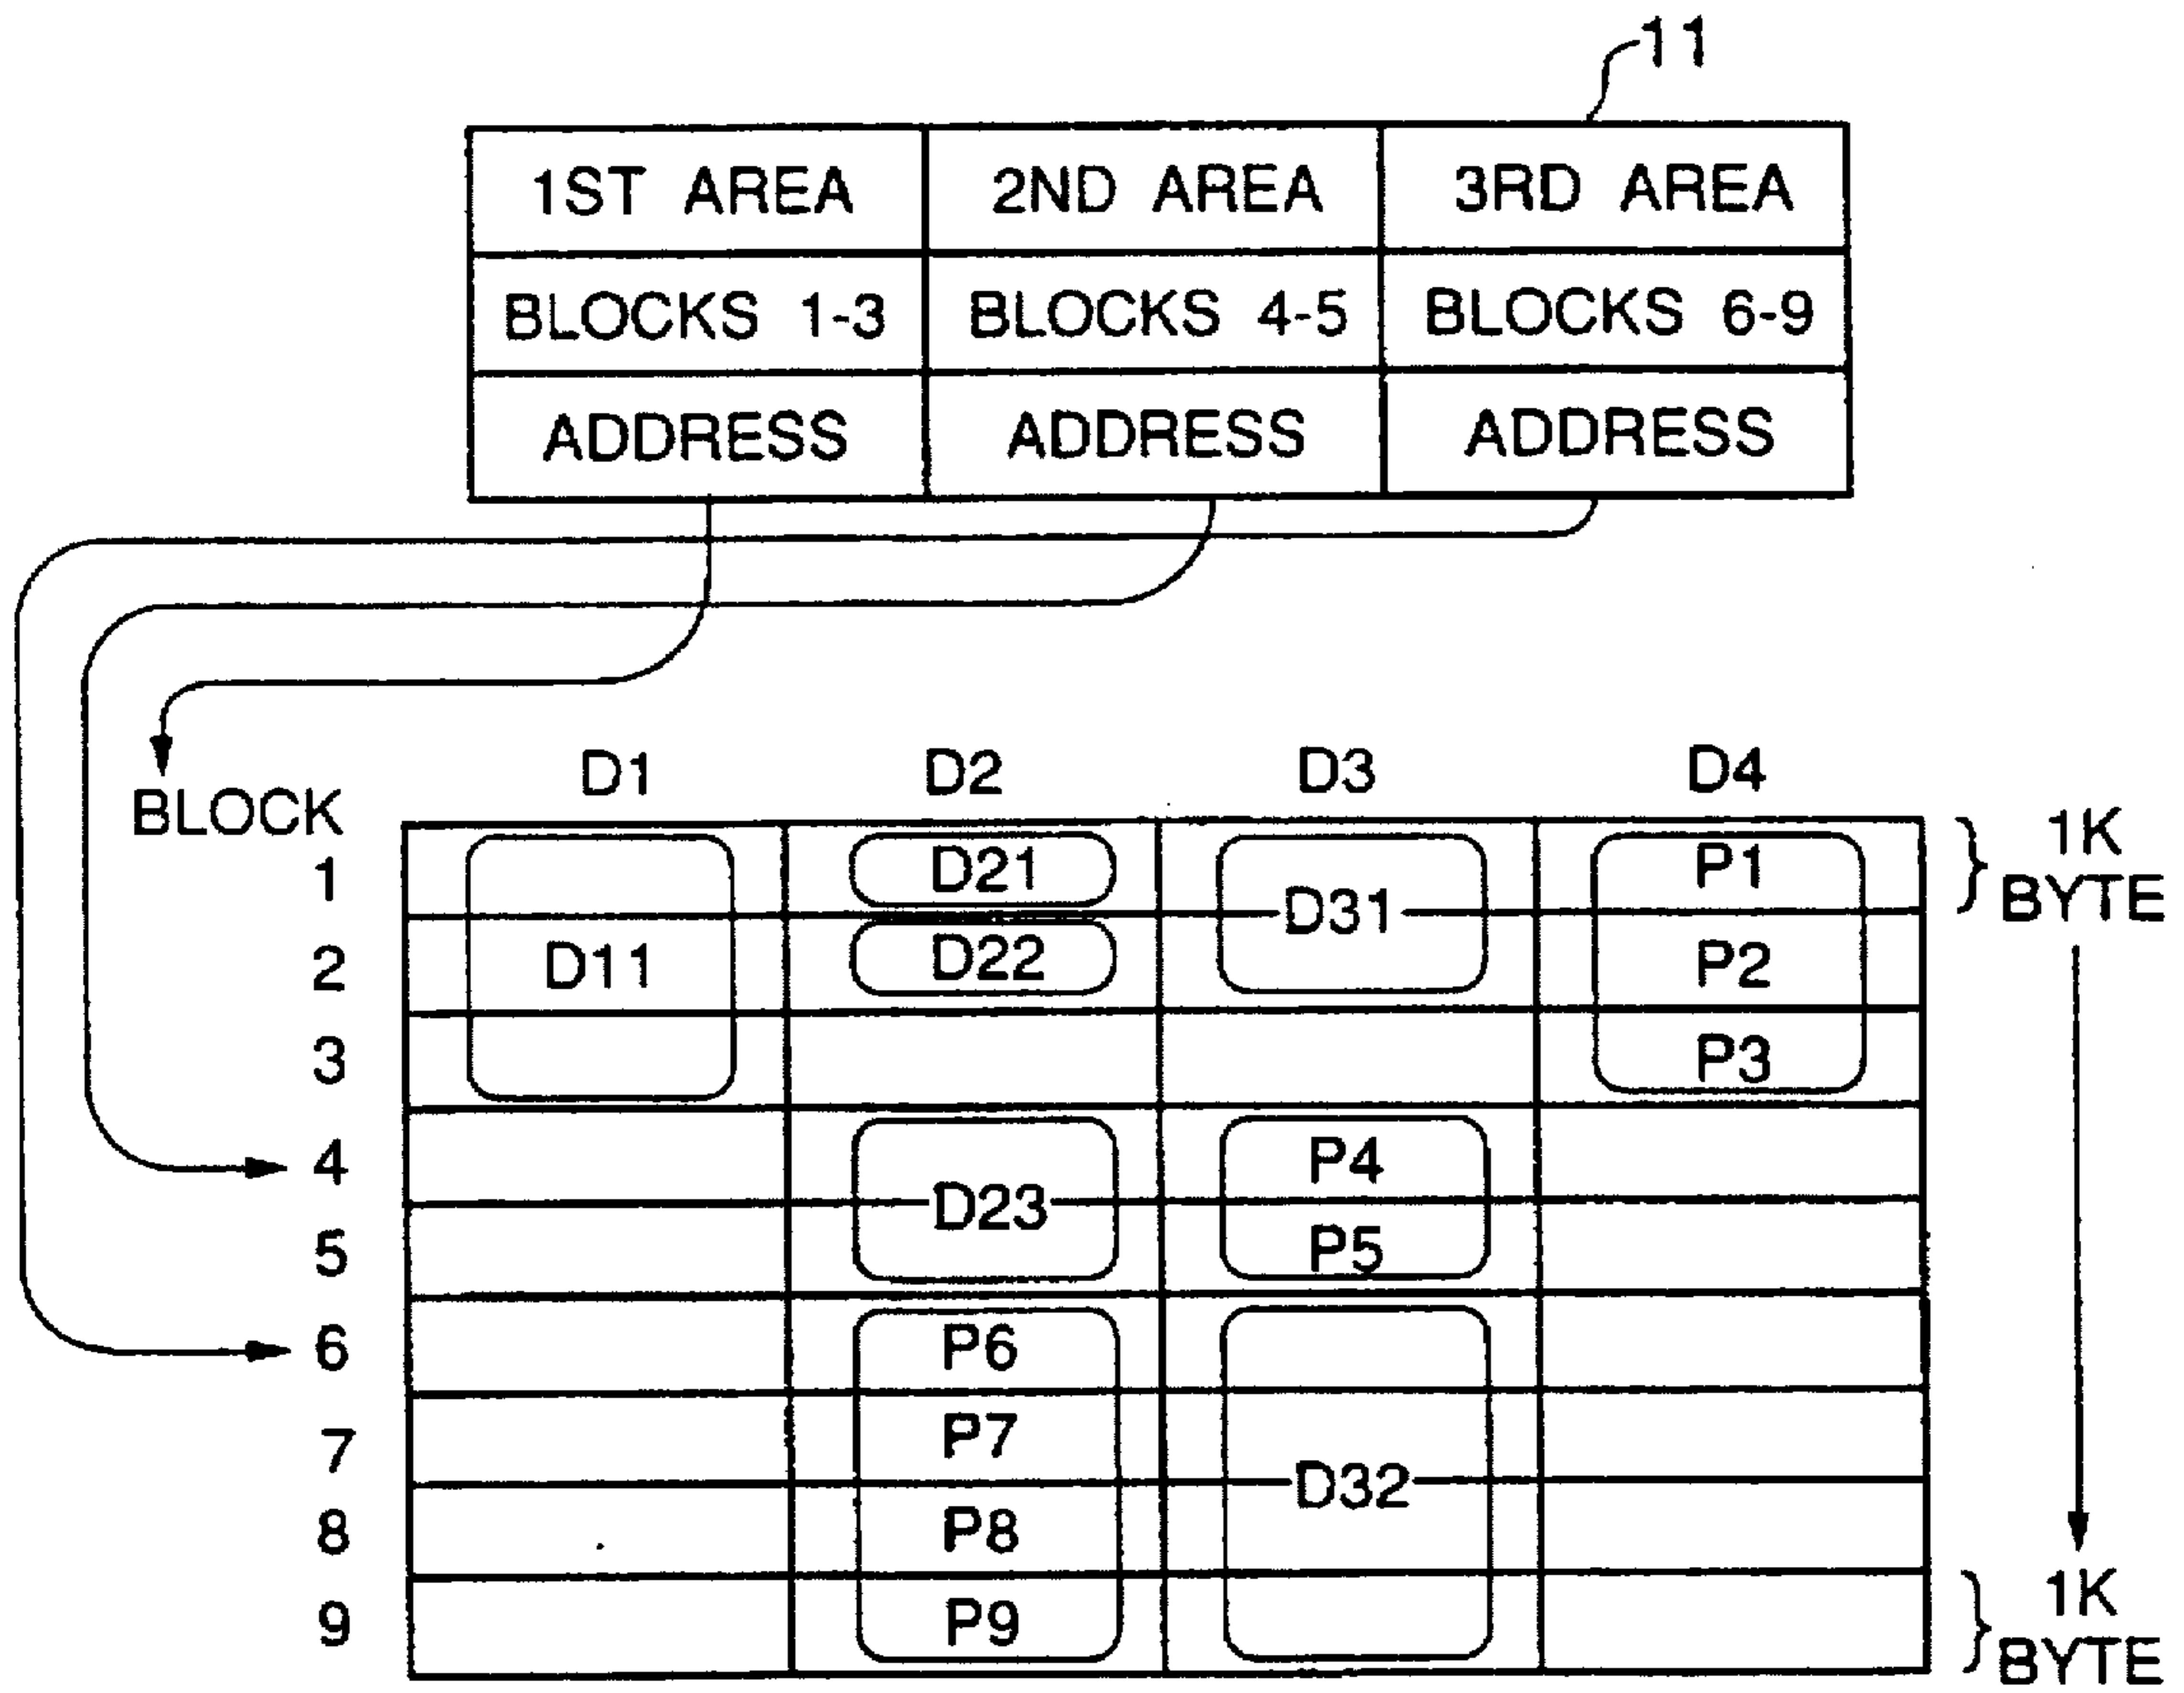 11
1ST AREA 2ND AREA 3RD AREA
BLOCKS 1-3 BLOCKS 4-5 BLOCKS 6-9
ADDRESS ADDRESS ADDRESS
D1 D2 D3 D4
BLOCK
1K
BYTE
1 D21 P1
D31
2 D11 D22 P2
3 P3
4 P4
D23
5 P5
6 P6
7 P7
D32
8 P8
9 P9
1K
BYTE